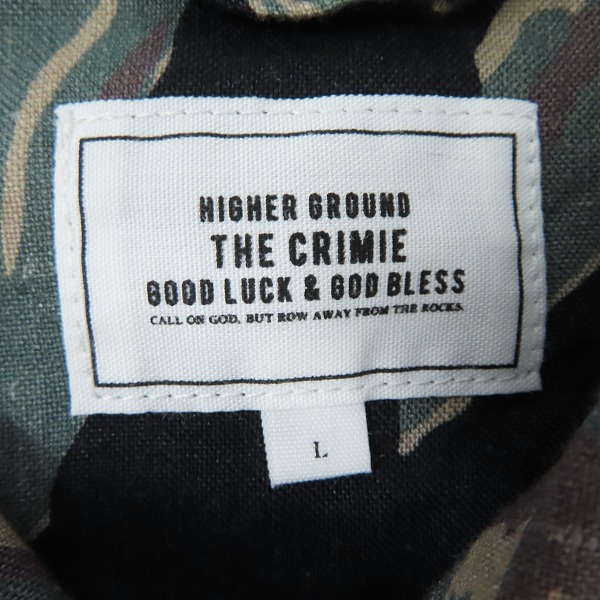 HIGHER GROUND
THE CRIMIE
GOOD LUCK & GOD BLESS
CALL ON GOD, BUT ROW AWAY FROM THE ROCKS.
L